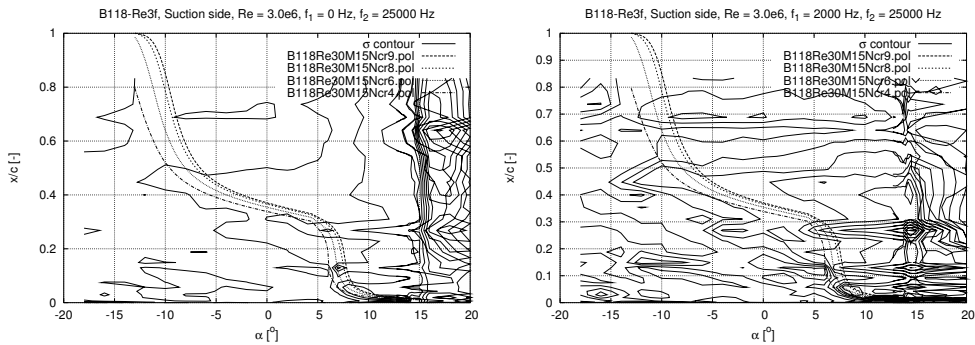 B118-Re3f, Suction side, Re = 3.0e6, f1 = 0 Hz, f2 = 25000 Hz
σ contour
B118Re30M15Ncr9.pol
B118Re30M15Ncr8.pol
B118Re30M15Ncr6.pol
B118Re30M15Ncr4.pol
1
0.8
0.6
0.4
0.2
0
x/c [-]
-20
-15
-10
-5
0
5
10
15
20
α [o]
B118-Re3f, Suction side, Re = 3.0e6, f1 = 2000 Hz, f2 = 25000 Hz
σ contour
B118Re30M15Ncr9.pol
B118Re30M15Ncr8.pol
B118Re30M15Ncr6.pol
B118Re30M15Ncr4.pol
1
0.9
0.8
0.7
0.6
0.5
0.4
0.3
0.2
0.1
0
x/c [-]
-20
-15
-10
-5
0
5
10
15
20
α [o]